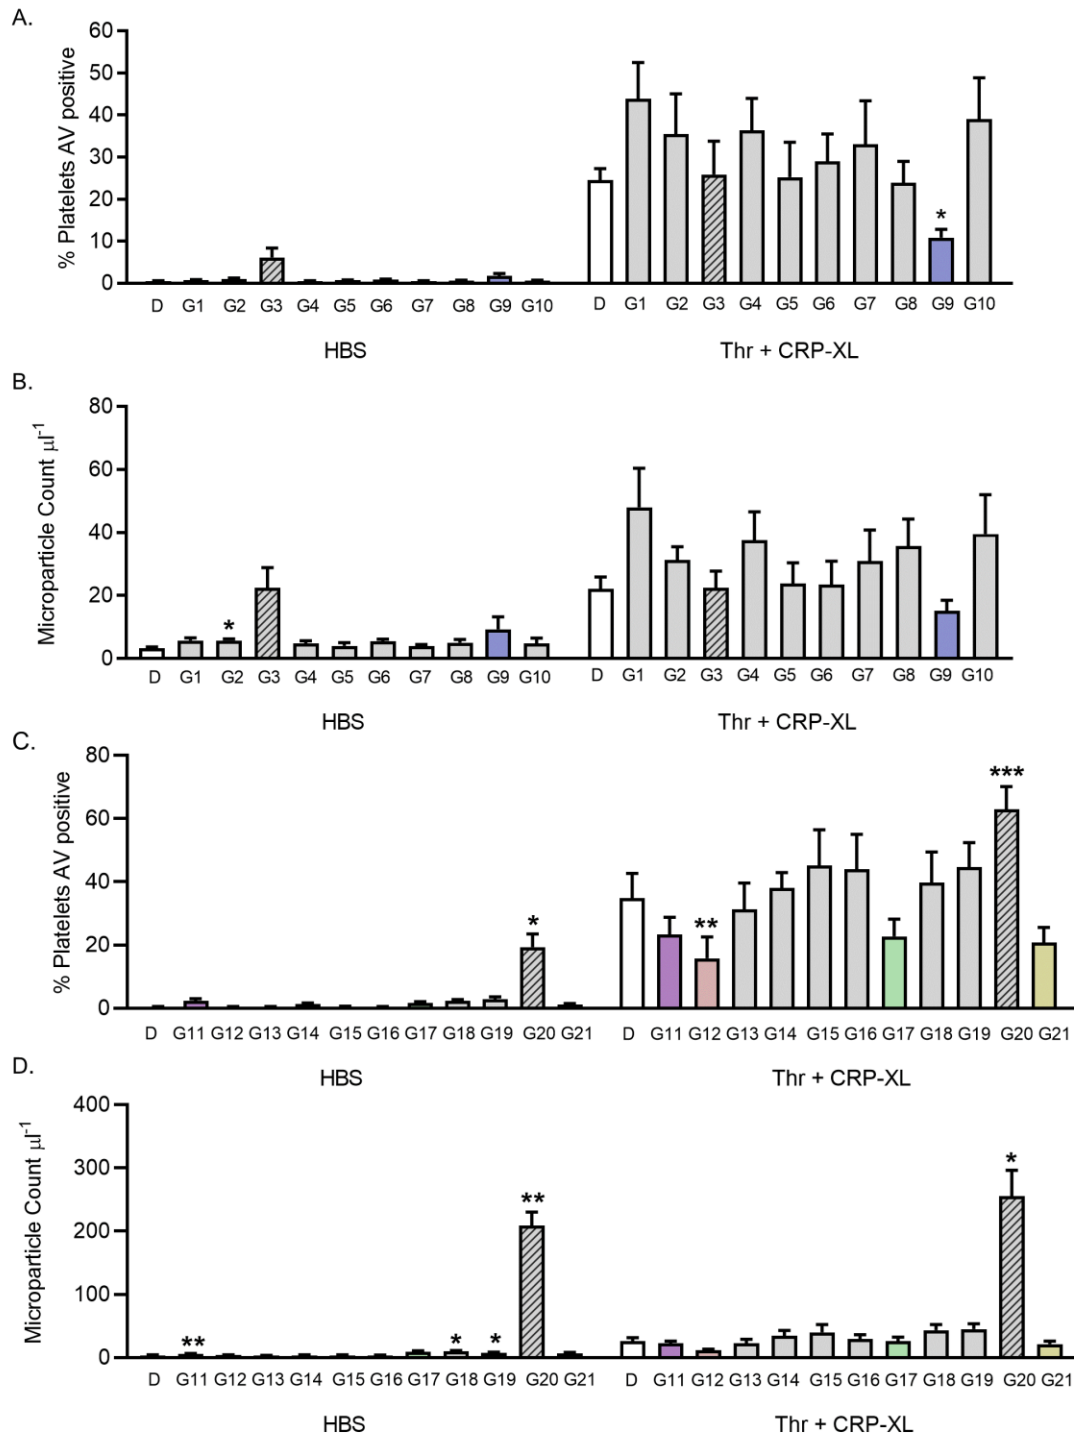 A.
% Platelets AV positive
60
50
40
30
20
10
0
*
D G1 G2 G3 G4 G5 G6 G7 G8 G9 G10 D G1 G2 G3 G4 G5 G6 G7 G8 G9 G10
HBS Thr + CRP-XL
B.
Microparticle Count μl⁻¹
80
60
40
20
0
*
D G1 G2 G3 G4 G5 G6 G7 G8 G9 G10 D G1 G2 G3 G4 G5 G6 G7 G8 G9 G10
HBS Thr + CRP-XL
C.
% Platelets AV positive
80
60
40
20
0
* ** ***
D G11 G12 G13 G14 G15 G16 G17 G18 G19 G20 G21 D G11 G12 G13 G14 G15 G16 G17 G18 G19 G20 G21
HBS Thr + CRP-XL
D.
Microparticle Count μl⁻¹
400
300
200
100
0
** * * ** *
D G11 G12 G13 G14 G15 G16 G17 G18 G19 G20 G21 D G11 G12 G13 G14 G15 G16 G17 G18 G19 G20 G21
HBS Thr + CRP-XL